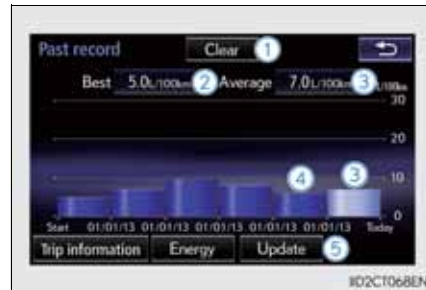 Past record Clear 1
Best 5.0L/100km 2 Average 7.0L/100km 3 L/100km
30
20
4 3
10
0
Start 01/01/13 01/01/13 01/01/13 01/01/13 01/01/13 Today
Trip information Energy Update 5
IID2CT068EN